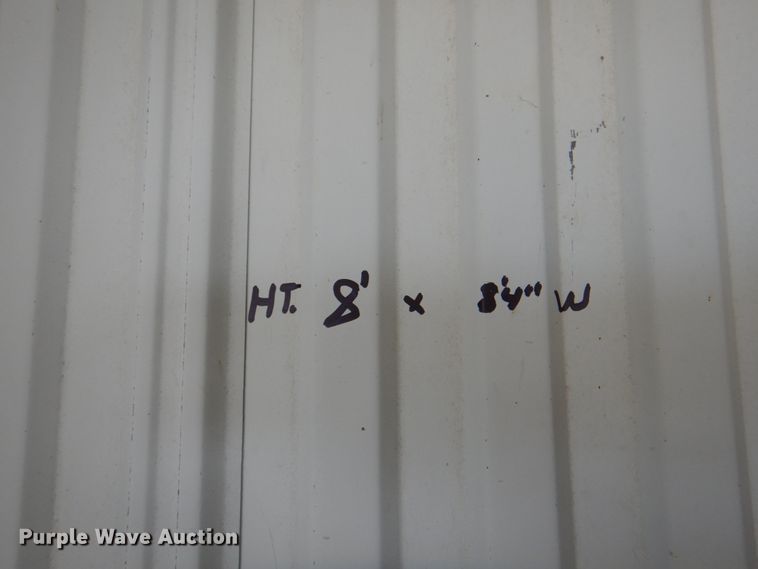 HT. 8' x 8'4" W
Purple Wave Auction